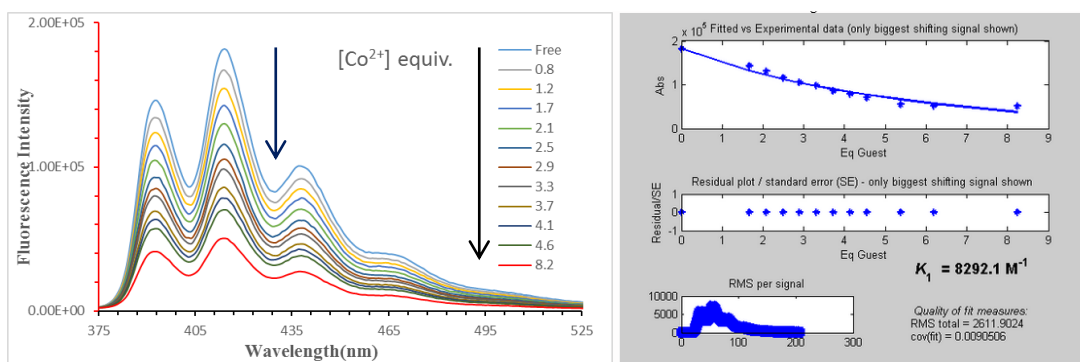 2.00E+05
1.00E+05
0.00E+00
Fluorescence Intensity
375
405
435
465
495
525
Wavelength(nm)
[Co²⁺] equiv.
Free
0.8
1.2
1.7
2.1
2.5
2.9
3.3
3.7
4.1
4.6
8.2
x 10⁵ Fitted vs Experimental data (only biggest shifting signal shown)
2
1
0
Abs
0 1 2 3 4 5 6 7 8 9
Eq Guest
Residual plot / standard error (SE) - only biggest shifting signal shown
1
0
-1
Residual/SE
0 1 2 3 4 5 6 7 8 9
Eq Guest
K₁ = 8292.1 M⁻¹
RMS per signal
10000
5000
0
0 100 200 300
Quality of fit measures:
RMS total = 2611.9024
cov(fit) = 0.0090506